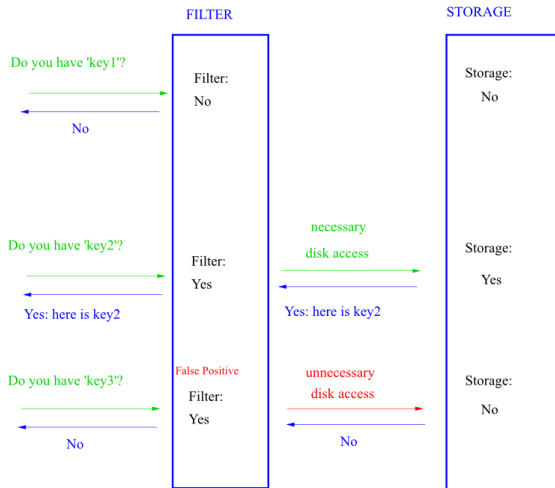 FILTER
STORAGE
Do you have 'key1'?
Filter:
No
Storage:
No
No
Do you have 'key2'?
Filter:
Yes
necessary
disk access
Storage:
Yes
Yes: here is key2
Yes: here is key2
Do you have 'key3'?
False Positive
Filter:
Yes
unnecessary
disk access
Storage:
No
No
No